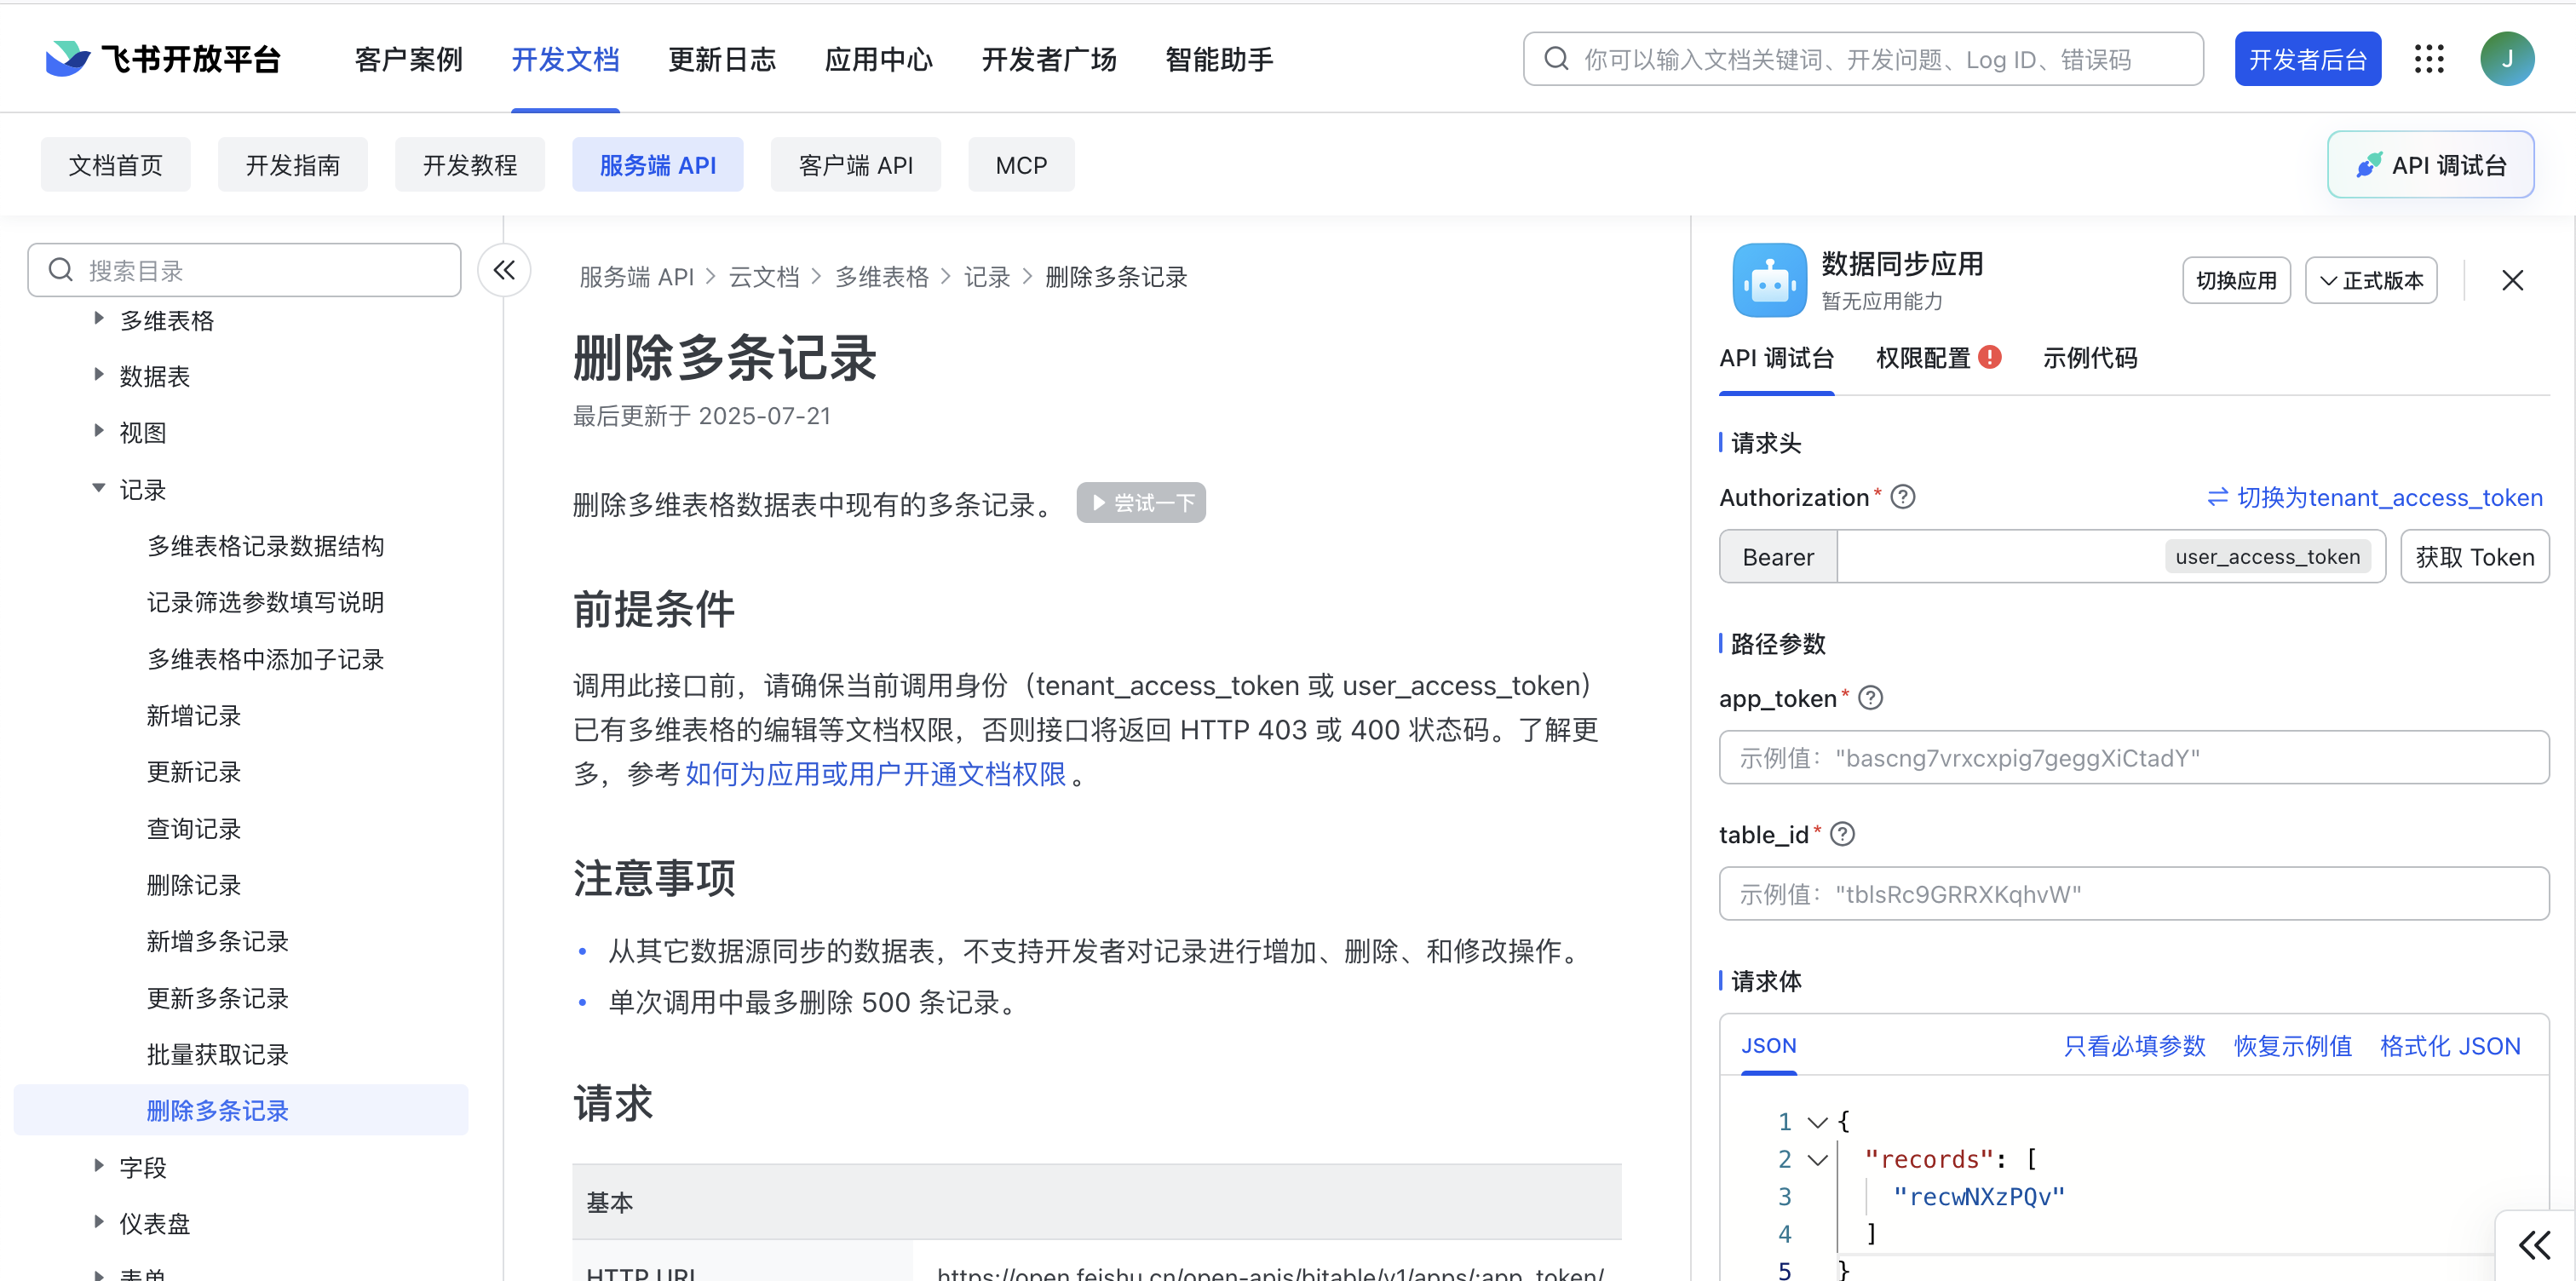 飞书开放平台
客户案例 开发文档 更新日志 应用中心 开发者广场 智能助手
你可以输入文档关键词、开发问题、Log ID、错误码
开发者后台
J
文档首页 开发指南 开发教程 服务端 API 客户端 API MCP
API 调试台
搜索目录
多维表格
数据表
视图
记录
多维表格记录数据结构
记录筛选参数填写说明
多维表格中添加子记录
新增记录
更新记录
查询记录
删除记录
新增多条记录
更新多条记录
批量获取记录
删除多条记录
字段
仪表盘
表单
服务端 API > 云文档 > 多维表格 > 记录 > 删除多条记录
删除多条记录
最后更新于 2025-07-21
删除多维表格数据表中现有的多条记录。 尝试一下
前提条件
调用此接口前，请确保当前调用身份（tenant_access_token 或 user_access_token）
已有多维表格的编辑等文档权限，否则接口将返回 HTTP 403 或 400 状态码。了解更
多，参考如何为应用或用户开通文档权限。
注意事项
• 从其它数据源同步的数据表，不支持开发者对记录进行增加、删除、和修改操作。
• 单次调用中最多删除 500 条记录。
请求
基本
HTTP URL https://open.feishu.cn/open-apis/bitable/v1/apps/:app_token/
数据同步应用
暂无应用能力
切换应用 正式版本
API 调试台 权限配置 示例代码
请求头
Authorization* 切换为tenant_access_token
Bearer user_access_token 获取 Token
路径参数
app_token*
示例值："bascng7vrxcxpig7geggXiCtadY"
table_id*
示例值："tblsRc9GRRXKqhvW"
请求体
JSON 只看必填参数 恢复示例值 格式化 JSON
1 {
2 "records": [
3 "recwNXzPQv"
4 ]
5 }